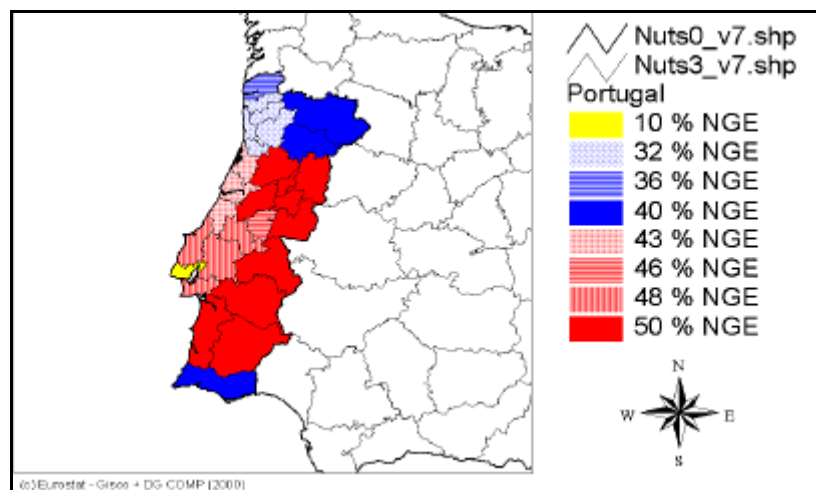 Nuts0_v7.shp
Nuts3_v7.shp
Portugal
10 % NGE
32 % NGE
36 % NGE
40 % NGE
43 % NGE
46 % NGE
48 % NGE
50 % NGE
N
W E
S
(c)Eurostat - Gisco + DG COMP (2000)